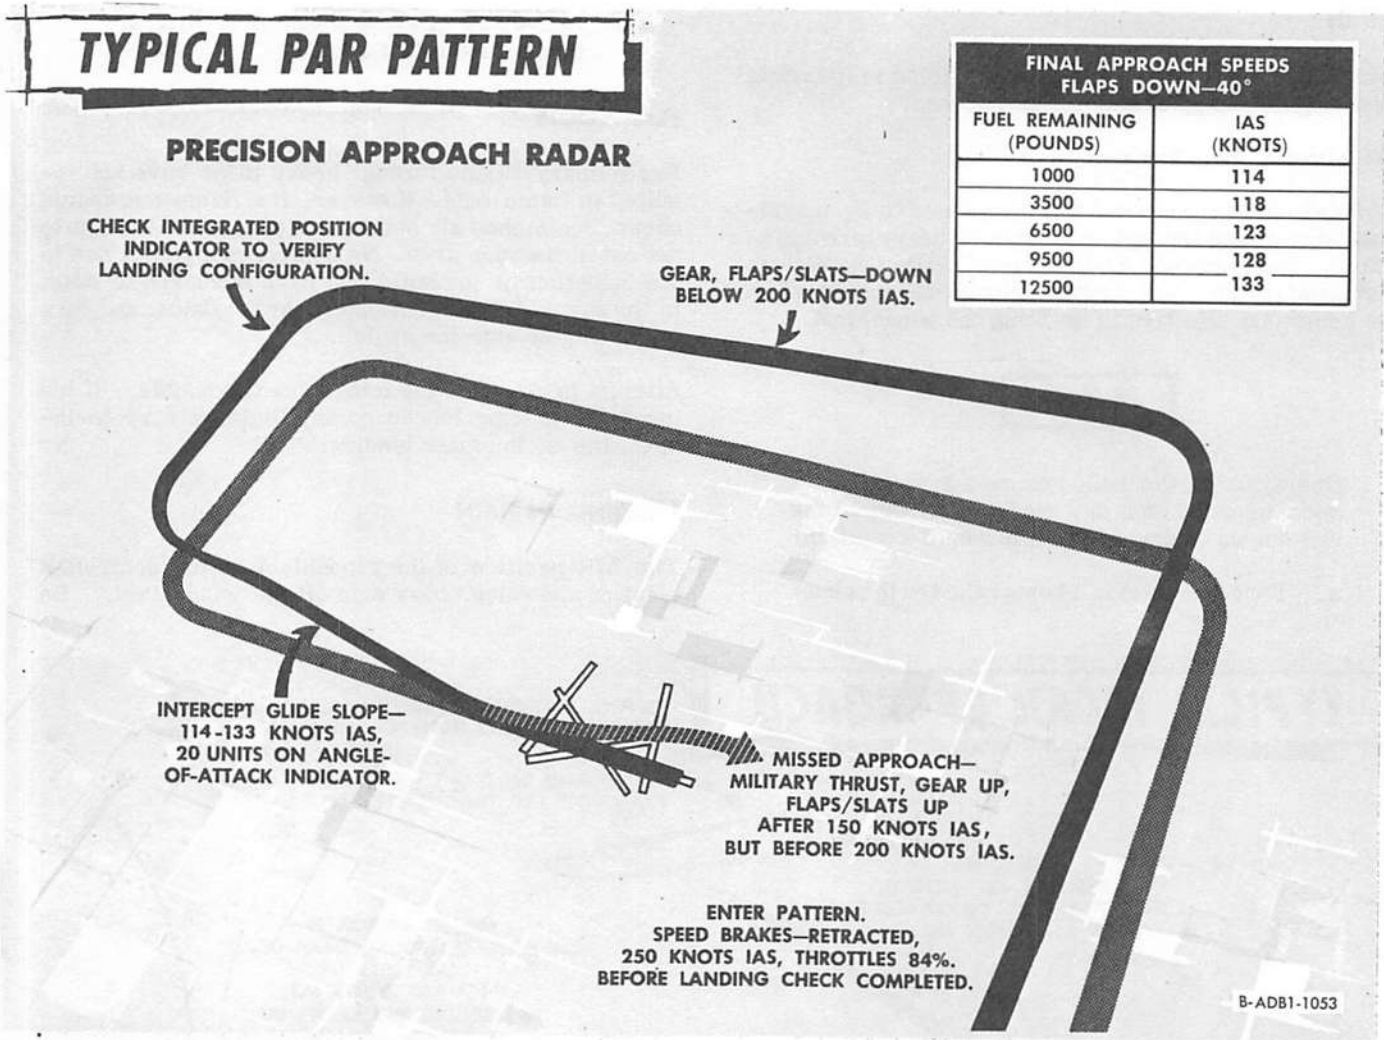 TYPICAL PAR PATTERN
PRECISION APPROACH RADAR
FINAL APPROACH SPEEDS
FLAPS DOWN—40°
FUEL REMAINING
(POUNDS)
IAS
(KNOTS)
1000 114
3500 118
6500 123
9500 128
12500 133
CHECK INTEGRATED POSITION
INDICATOR TO VERIFY
LANDING CONFIGURATION.
GEAR, FLAPS/SLATS—DOWN
BELOW 200 KNOTS IAS.
INTERCEPT GLIDE SLOPE—
114-133 KNOTS IAS,
20 UNITS ON ANGLE-
OF-ATTACK INDICATOR.
MISSED APPROACH—
MILITARY THRUST, GEAR UP,
FLAPS/SLATS UP
AFTER 150 KNOTS IAS,
BUT BEFORE 200 KNOTS IAS.
ENTER PATTERN.
SPEED BRAKES—RETRACTED,
250 KNOTS IAS, THROTTLES 84%.
BEFORE LANDING CHECK COMPLETED.
B-ADB1-1053